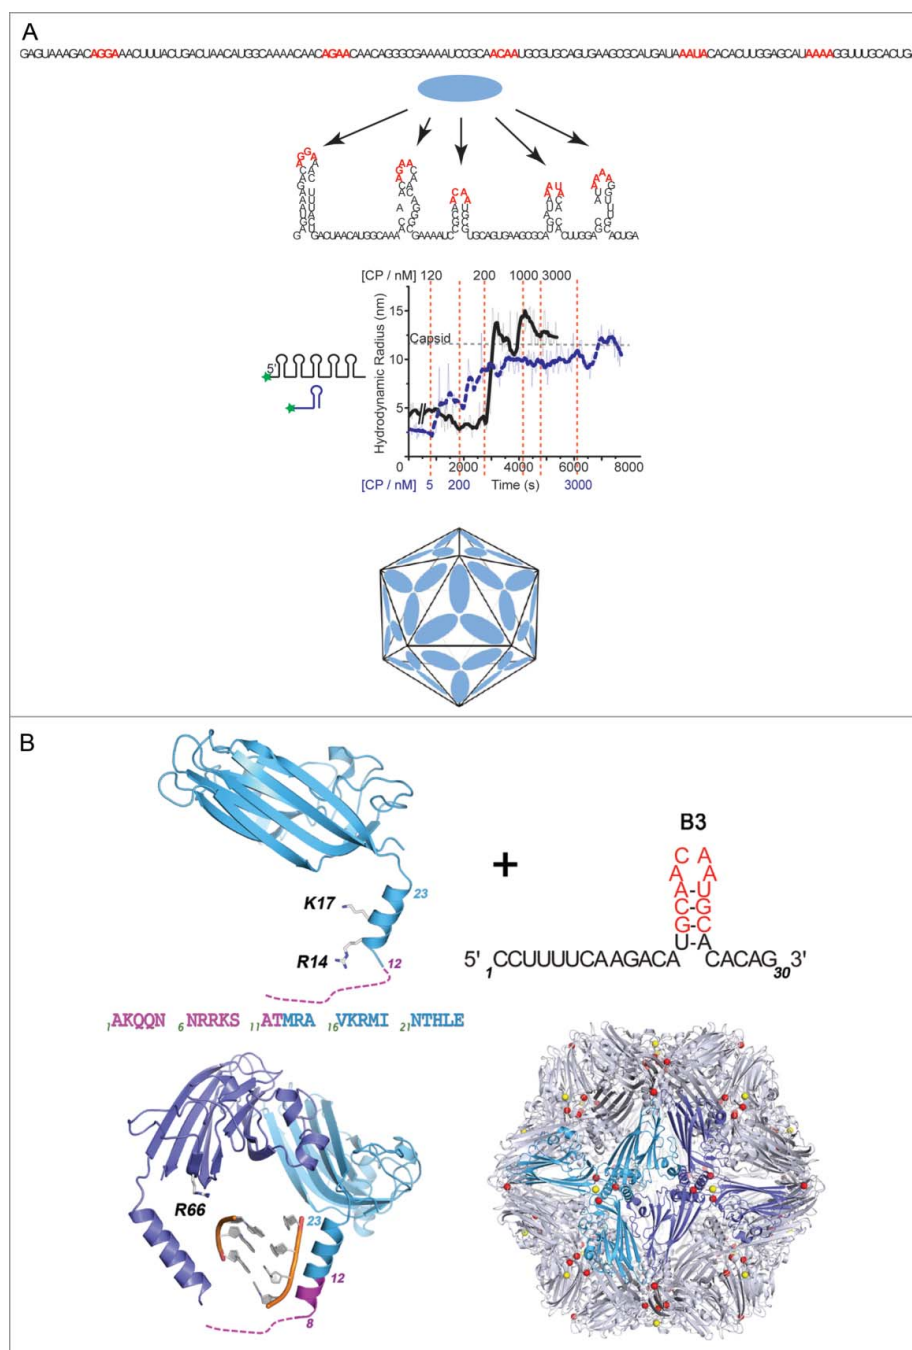 A
GAGUAAAGACAGGAAACUUUACUGACUAACAUGGCAAAACAACAGAACAACAGGGCGAAAAUCCGCAACAAUGCGUGCAGUGAAGCGCAUGAUAAAUACACACUUGGAGCAUAAAAGGUUUGCACUG
[CP / nM] 120 200 1000 3000
Hydrodynamic Radius (nm)
15
10
5
Capsid
5'
0 2000 4000 6000 8000
[CP / nM] 5 200 Time (s) 3000
B
B3
K17
R14
23
12
C A
A A
A U
C-G
G-C
U-A
5' 1CCUUUUCAAGACA CACAG30 3'
1AKQQN 6NRRKS 11ATMRA 16VKRMI 21NTHLE
R66
23
12
8